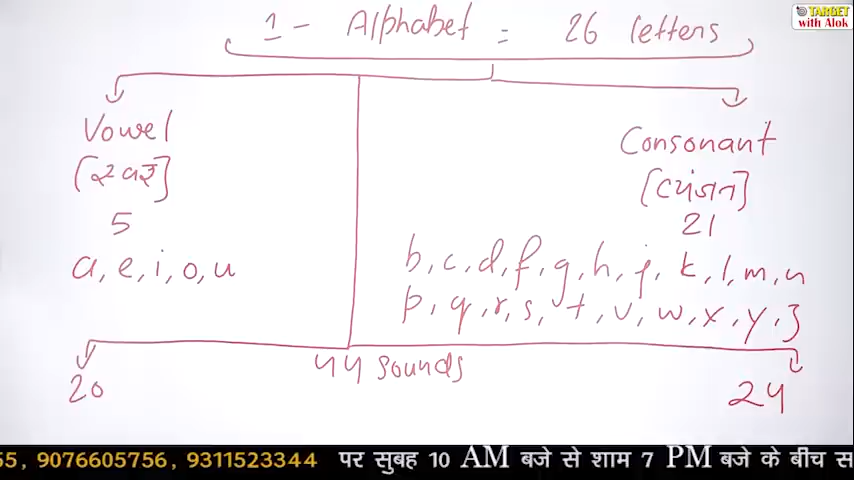 TARGET
with Alok
1 - Alphabet = 26 letters
Vowel
[स्वर]
5
a, e, i, o, u
Consonant
[व्यंजन]
21
b, c, d, f, g, h, j, k, l, m, n
p, q, r, s, t, v, w, x, y, z
44 sounds
20
24
55, 9076605756, 9311523344 पर सुबह 10 AM बजे से शाम 7 PM बजे के बीच स